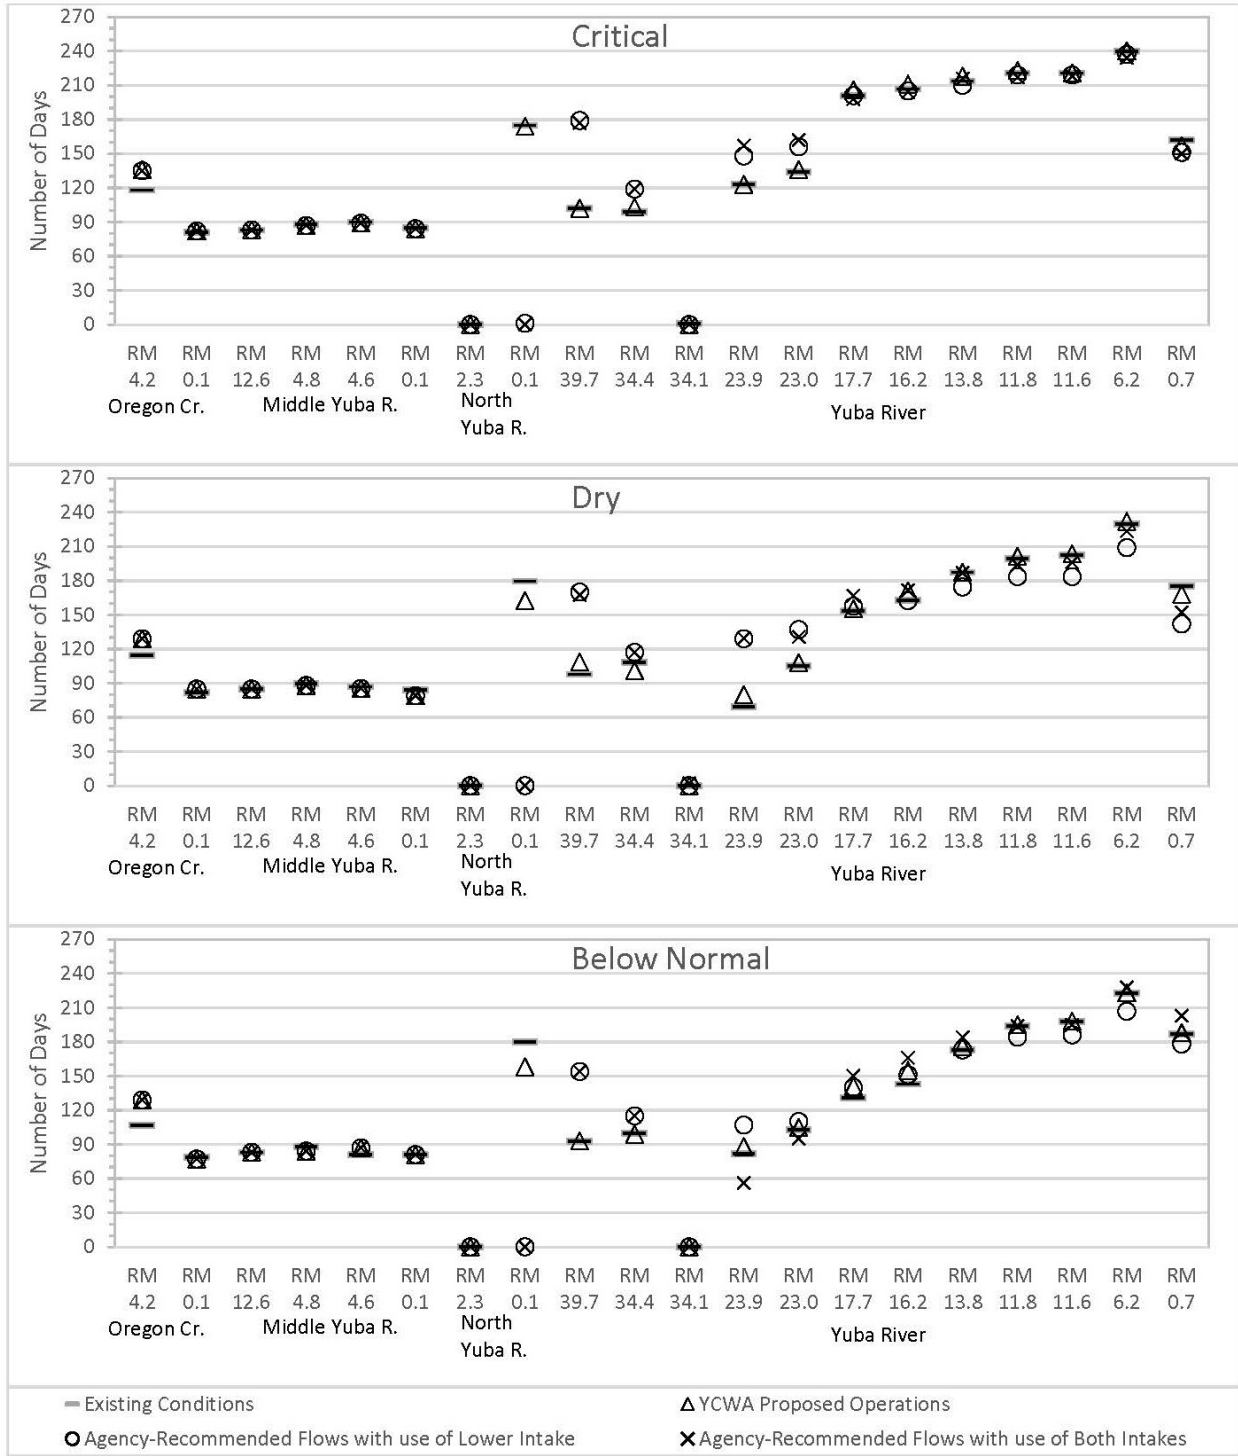 Critical
Number of Days
270
240
210
180
150
120
90
60
30
0
RM RM RM RM RM RM RM RM RM RM RM RM RM RM RM RM RM RM RM RM
4.2 0.1 12.6 4.8 4.6 0.1 2.3 0.1 39.7 34.4 34.1 23.9 23.0 17.7 16.2 13.8 11.8 11.6 6.2 0.7
Oregon Cr. Middle Yuba R. North Yuba River
Yuba R.
Dry
Number of Days
270
240
210
180
150
120
90
60
30
0
RM RM RM RM RM RM RM RM RM RM RM RM RM RM RM RM RM RM RM RM
4.2 0.1 12.6 4.8 4.6 0.1 2.3 0.1 39.7 34.4 34.1 23.9 23.0 17.7 16.2 13.8 11.8 11.6 6.2 0.7
Oregon Cr. Middle Yuba R. North Yuba River
Yuba R.
Below Normal
Number of Days
270
240
210
180
150
120
90
60
30
0
RM RM RM RM RM RM RM RM RM RM RM RM RM RM RM RM RM RM RM RM
4.2 0.1 12.6 4.8 4.6 0.1 2.3 0.1 39.7 34.4 34.1 23.9 23.0 17.7 16.2 13.8 11.8 11.6 6.2 0.7
Oregon Cr. Middle Yuba R. North Yuba River
Yuba R.
Existing Conditions YCWA Proposed Operations
Agency-Recommended Flows with use of Lower Intake Agency-Recommended Flows with use of Both Intakes